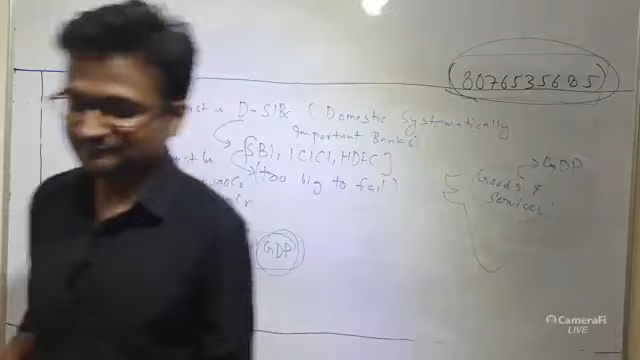 8076535685
D-SIBs ( Domestic Systematically
Important Banks
[SBI, ICICI, HDFC]
(too big to fail)
GDP
Goods &
Services
GDP
CameraFi
LIVE